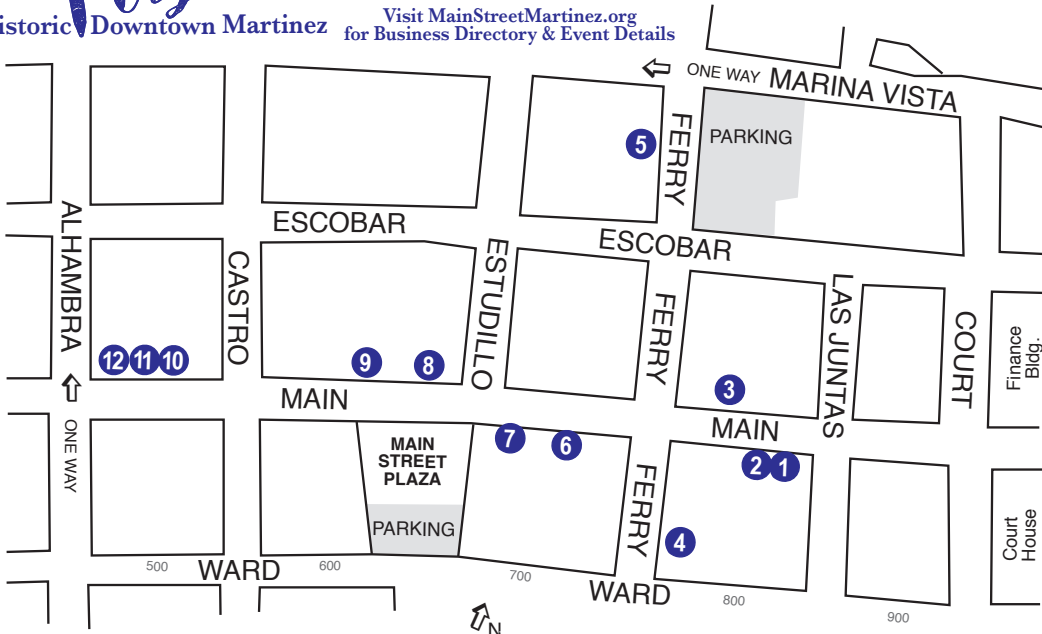 istoric Downtown Martinez
Visit MainStreetMartinez.org
for Business Directory & Event Details
ONE WAY
MARINA VISTA
PARKING
5
FERRY
ALHAMBRA
ESCOBAR
ESCOBAR
CASTRO
ESTUDILLO
FERRY
LAS JUNTAS
COURT
Finance
Bldg.
12
11
10
9
8
3
MAIN
MAIN
ONE WAY
MAIN
STREET
PLAZA
7
6
2
1
FERRY
PARKING
4
Court
House
500
WARD
600
700
WARD
800
900
N